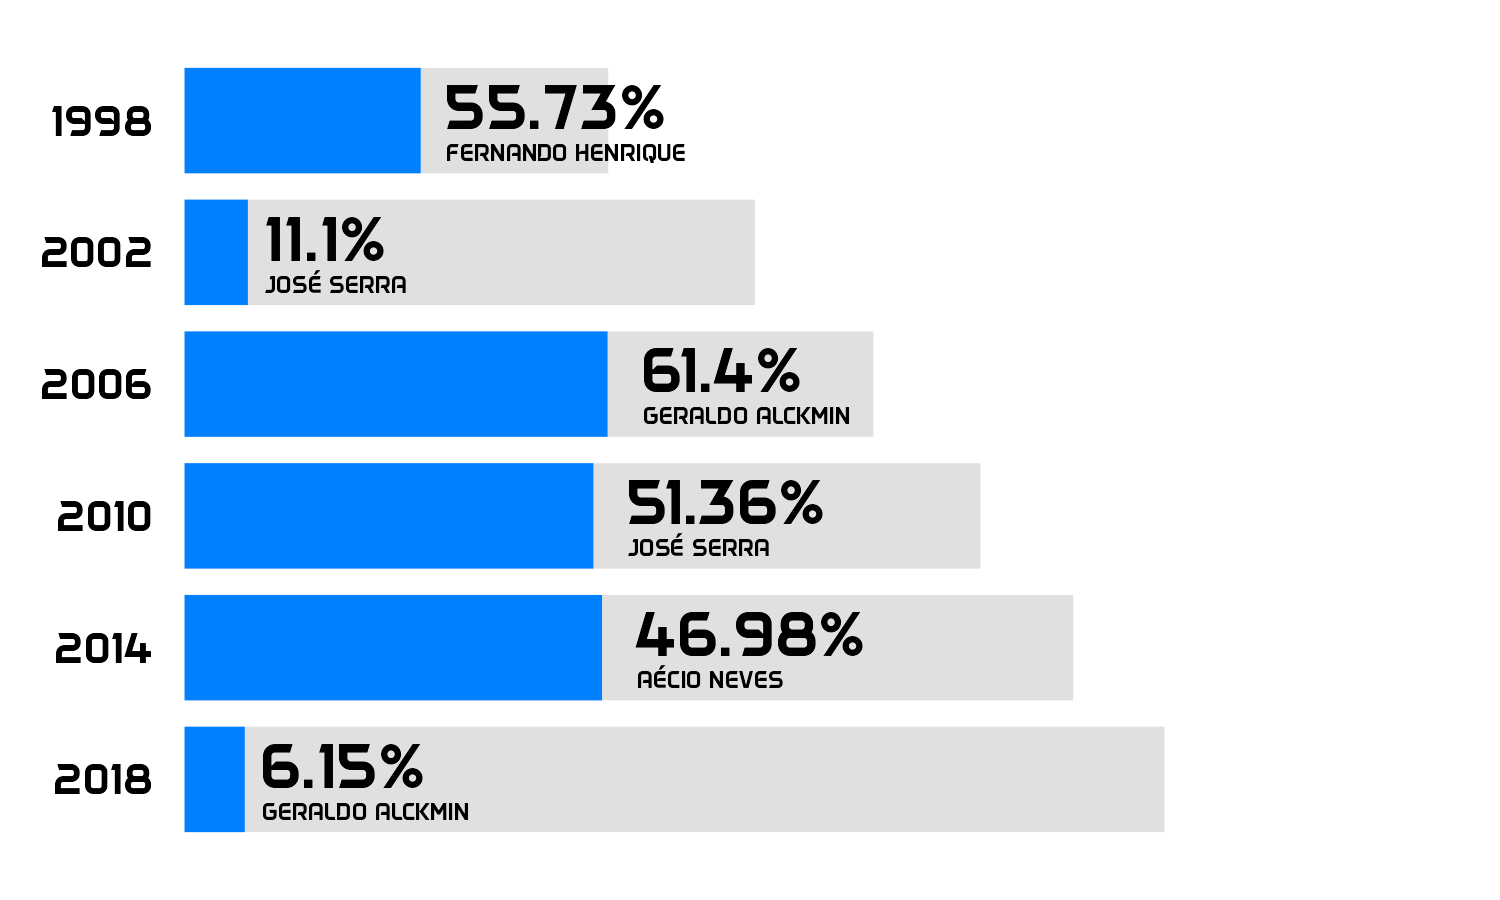 1998
55.73%
FERNANDO HENRIQUE
2002
11.1%
JOSÉ SERRA
2006
61.4%
GERALDO ALCKMIN
2010
51.36%
JOSÉ SERRA
2014
46.98%
AÉCIO NEVES
2018
6.15%
GERALDO ALCKMIN